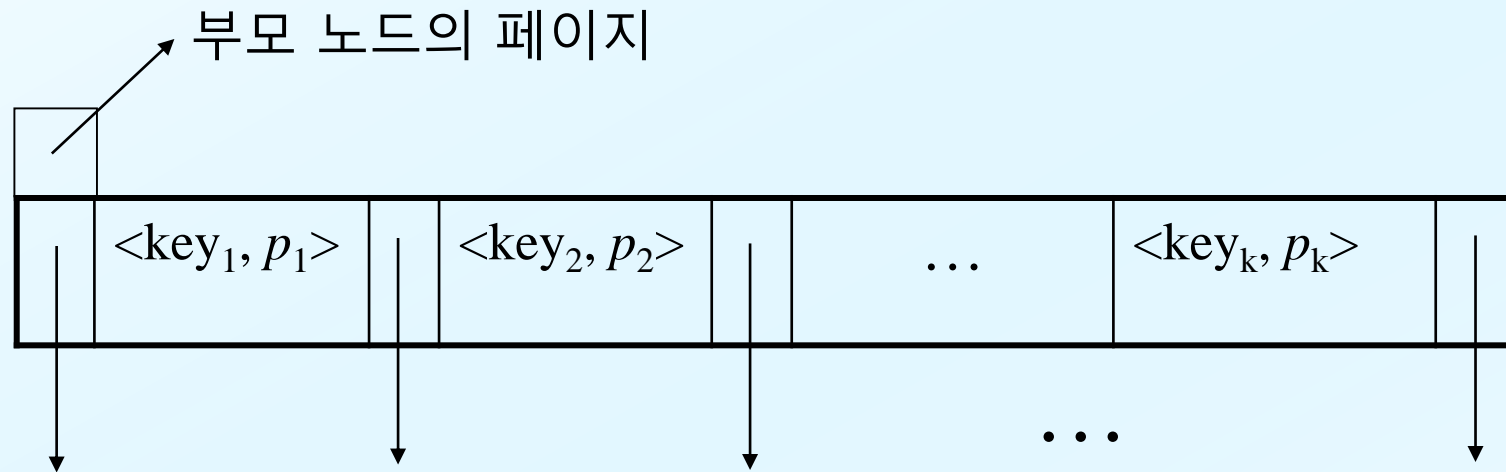 부모 노드의 페이지
<key₁, p₁> <key₂, p₂> … <keyₖ, pₖ>
…